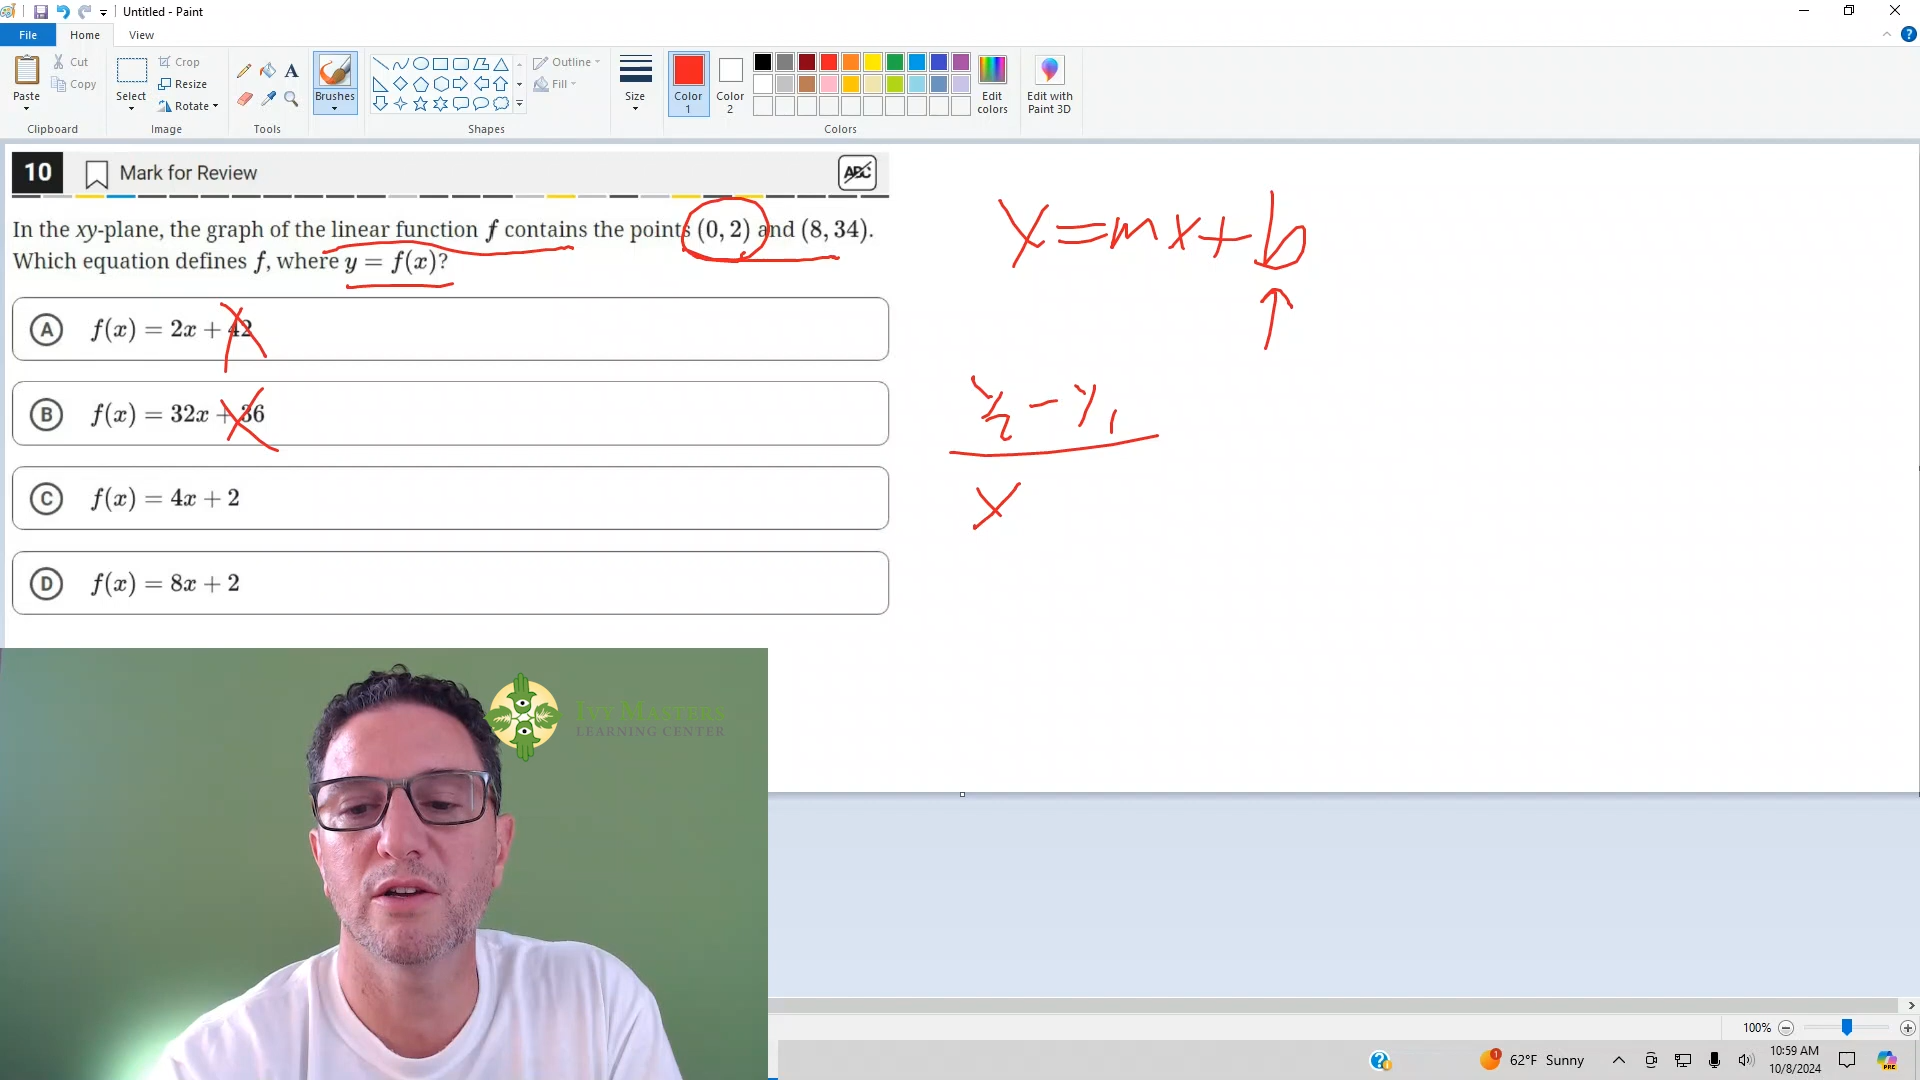 Untitled - Paint
File Home View
Cut
Copy
Paste
Clipboard
Crop
Resize
Rotate
Select
Image
Tools
Brushes
Shapes
Outline
Fill
Size
Color 1
Color 2
Colors
Edit colors
Edit with Paint 3D
10 Mark for Review ABC
In the xy-plane, the graph of the linear function f contains the points (0, 2) and (8, 34).
Which equation defines f, where y = f(x)?
A f(x) = 2x + 42
B f(x) = 32x + 36
C f(x) = 4x + 2
D f(x) = 8x + 2
y = mx + b
y₂ - y₁
x
IVY MASTERS
LEARNING CENTER
100%
1 62°F Sunny
10:59 AM
10/8/2024
PRE